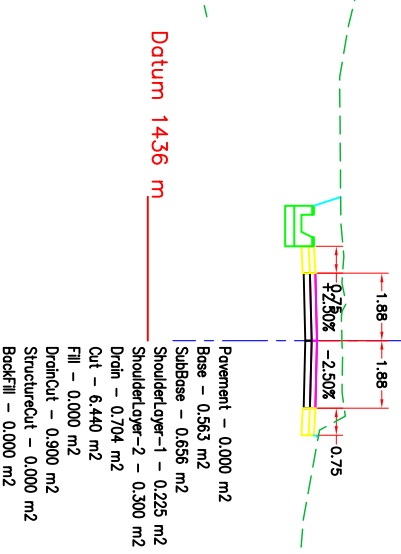 Datum 1436 m
1.88
1.88
0.75
+2.50%
-2.50%
0.75
Pavement - 0.000 m2
Base - 0.563 m2
SubBase - 0.656 m2
ShoulderLayer-1 - 0.225 m2
ShoulderLayer-2 - 0.300 m2
Drain - 0.704 m2
Cut - 6.440 m2
Fill - 0.000 m2
DrainCut - 0.900 m2
StructureCut - 0.000 m2
BackFill - 0.000 m2